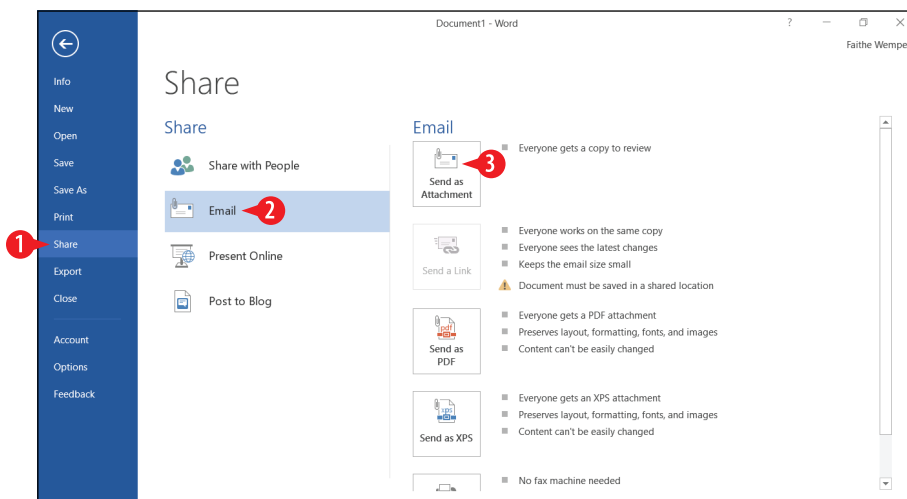 Document1 - Word
?
Faithe Wempe
Info
New
Open
Save
Save As
Print
1
Share
Export
Close
Account
Options
Feedback
Share
Share
Share with People
Email
2
Present Online
Post to Blog
Email
Send as
Attachment
3
Everyone gets a copy to review
Send a Link
Everyone works on the same copy
Everyone sees the latest changes
Keeps the email size small
Document must be saved in a shared location
pdf
Send as
PDF
Everyone gets a PDF attachment
Preserves layout, formatting, fonts, and images
Content can't be easily changed
xps
Send as XPS
Everyone gets an XPS attachment
Preserves layout, formatting, fonts, and images
Content can't be easily changed
No fax machine needed